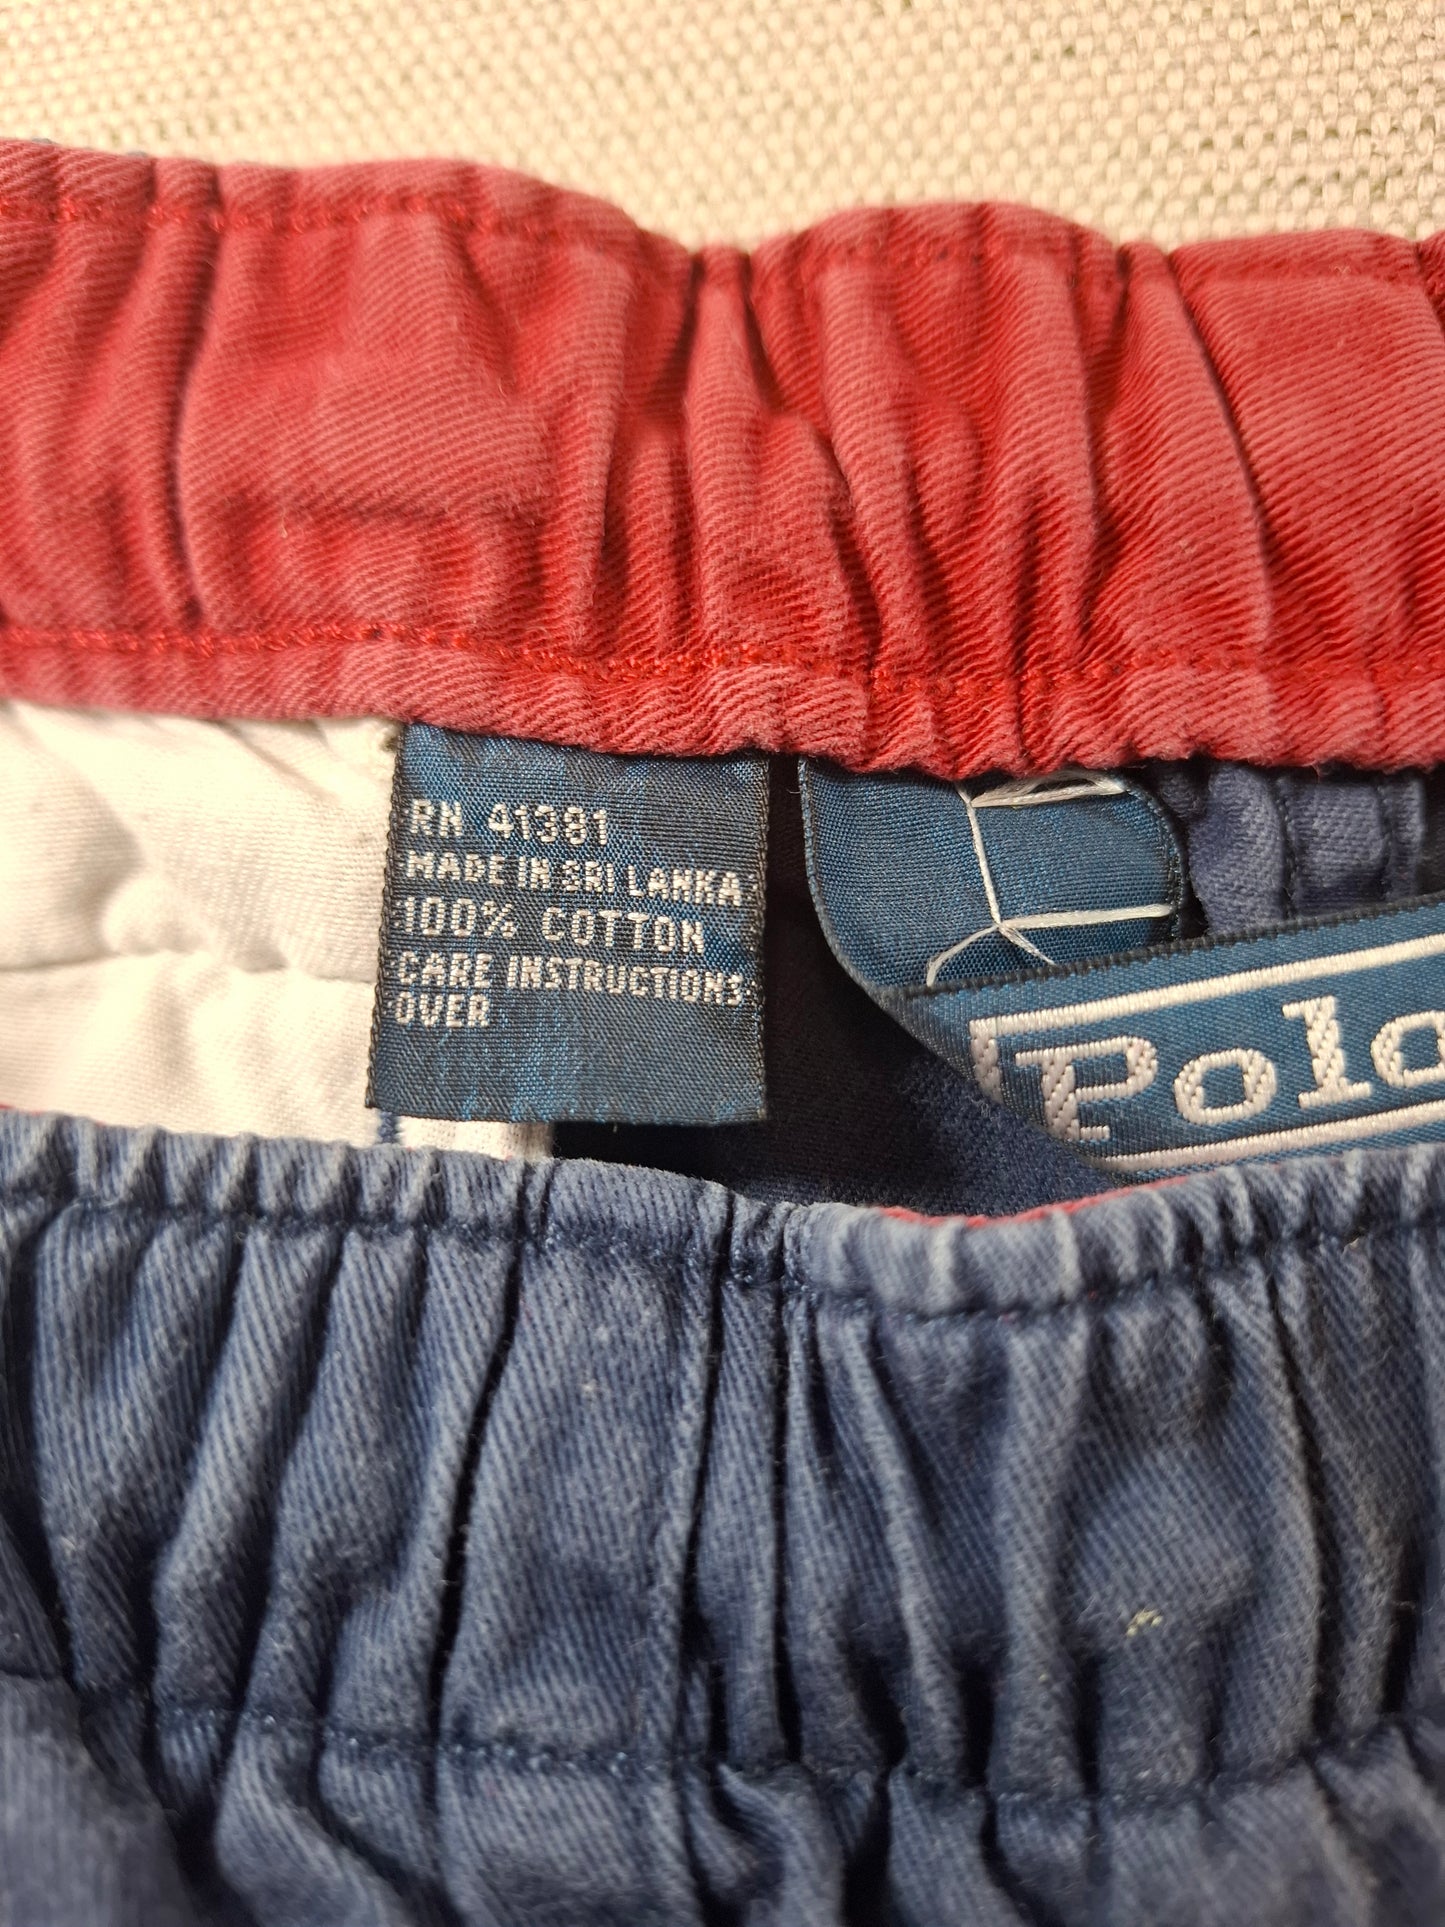 RN 41381
MADE IN SRI LANKA
100% COTTON
CARE INSTRUCTIONS
OVER
Polo